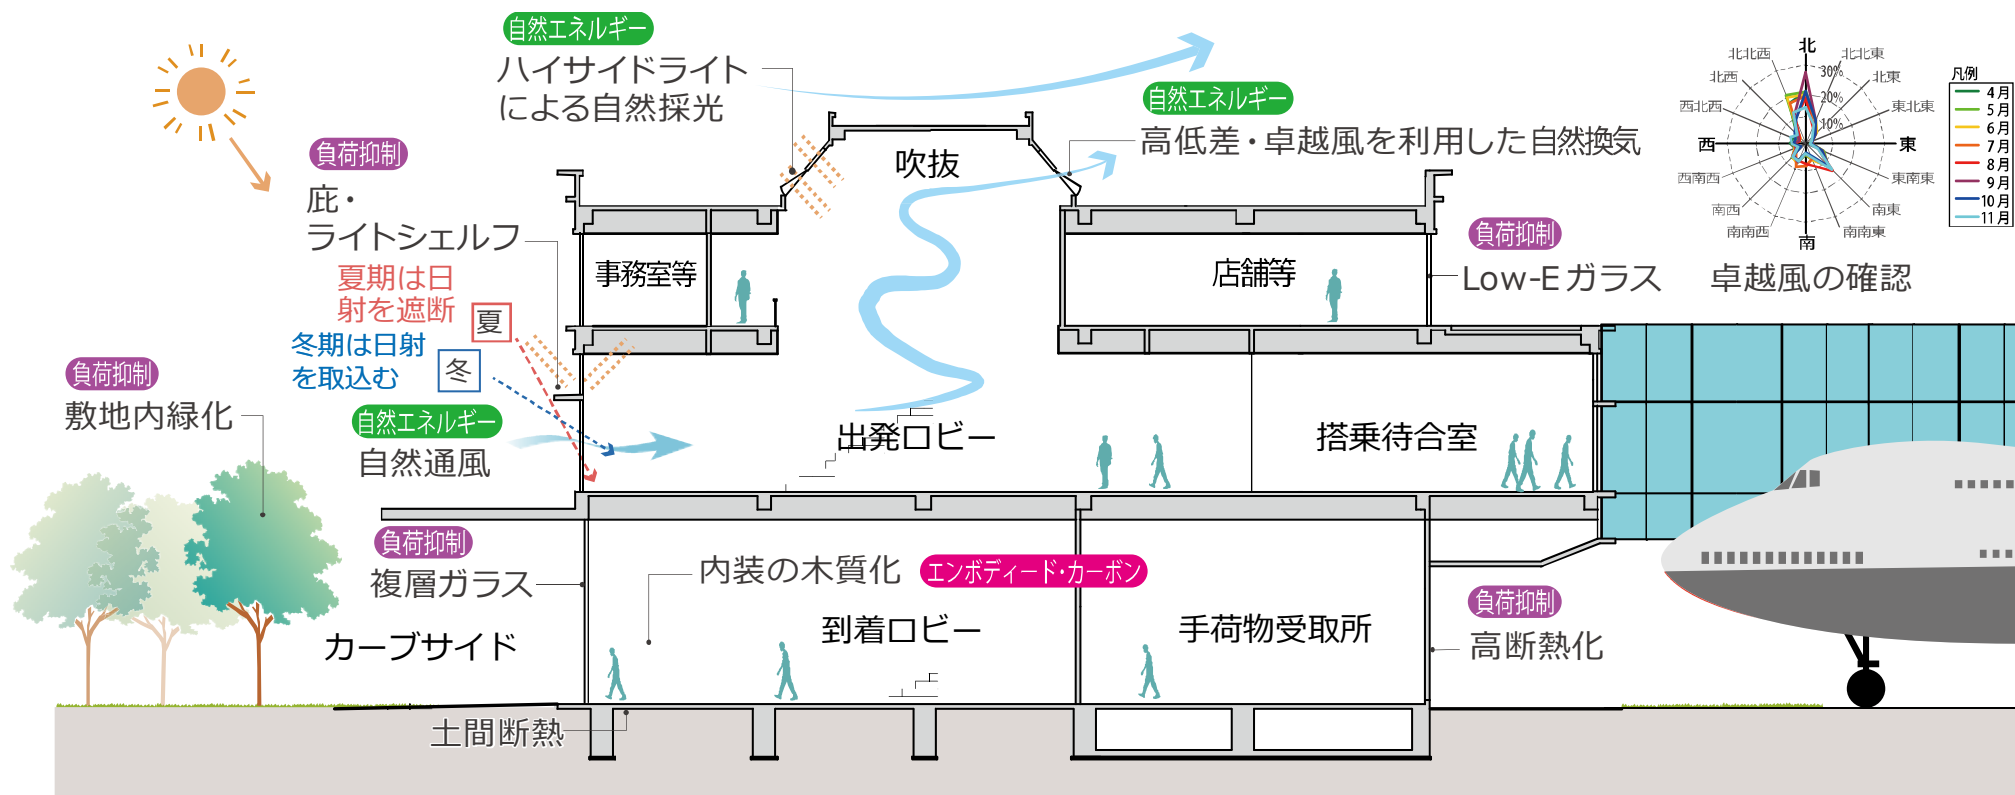 自然エネルギー
ハイサイドライト
による自然採光
自然エネルギー
高低差・卓越風を利用した自然換気
吹抜
負荷抑制
庇・
ライトシェルフ
夏期は日
射を遮断
夏
冬期は日射
を取込む
冬
事務室等
店舗等
負荷抑制
Low-E ガラス
北
北北東
北東
東北東
東
東南東
南東
南南東
南
南南西
南西
西南西
西
西北西
北西
北北西
30%
20%
10%
凡例
4月
5月
6月
7月
8月
9月
10月
11月
卓越風の確認
負荷抑制
敷地内緑化
自然エネルギー
自然通風
出発ロビー
搭乗待合室
負荷抑制
複層ガラス
内装の木質化
エンボディード・カーボン
カーブサイド
到着ロビー
手荷物受取所
負荷抑制
高断熱化
土間断熱